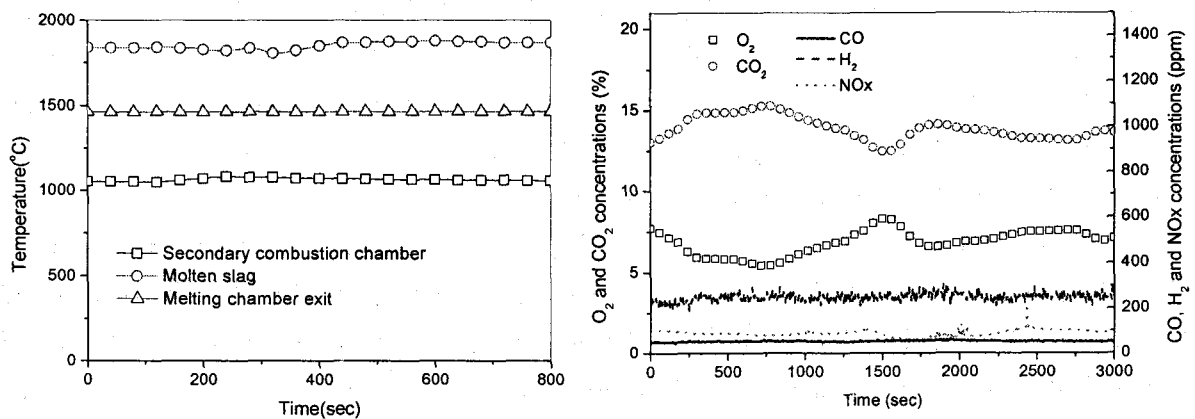 2000
1500
1000
500
0
Temperature(°C)
Secondary combustion chamber
Molten slag
Melting chamber exit
0 200 400 600 800
Time(sec)
20
15
10
5
0
O₂ and CO₂ concentrations (%)
O₂
CO₂
CO
H₂
NOx
1400
1200
1000
800
600
400
200
0
CO, H₂ and NOx concentrations (ppm)
0 500 1000 1500 2000 2500 3000
Time (sec)